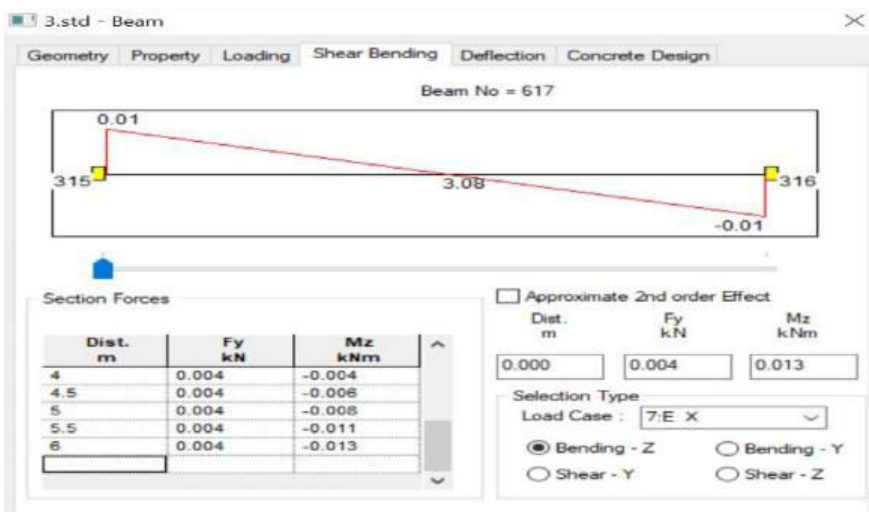 3.std - Beam
Geometry Property Loading Shear Bending Deflection Concrete Design
Beam No = 617
0.01
315 3.08 316
-0.01
Section Forces
Approximate 2nd order Effect
Dist. Fy Mz
m kN kNm
0.000 0.004 0.013
Dist. Fy Mz
m kN kNm
4 0.004 -0.004
4.5 0.004 -0.006
5 0.004 -0.008
5.5 0.004 -0.011
6 0.004 -0.013
Selection Type
Load Case : 7:E X
Bending - Z Bending - Y
Shear - Y Shear - Z